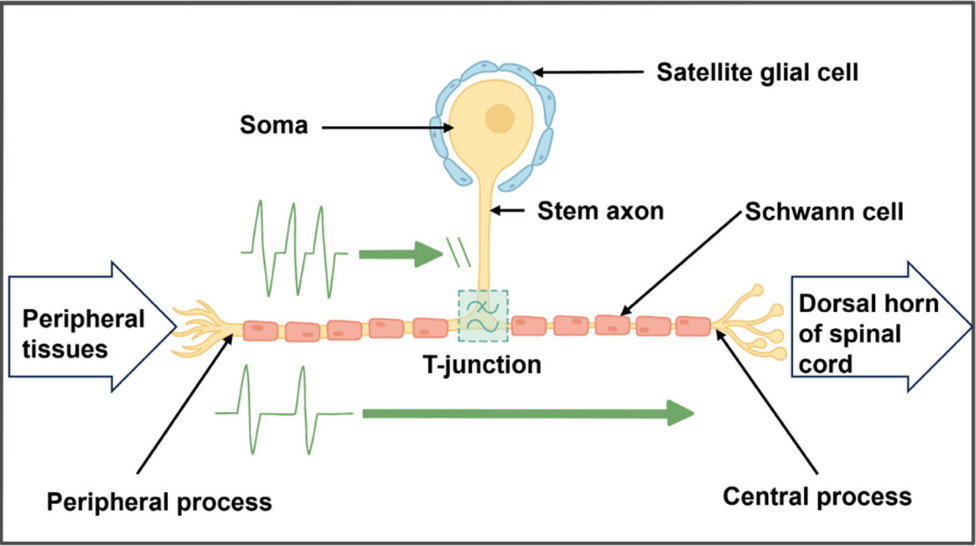 Satellite glial cell
Soma
Stem axon
Schwann cell
Peripheral
tissues
Dorsal horn
of spinal
cord
T-junction
Peripheral process
Central process